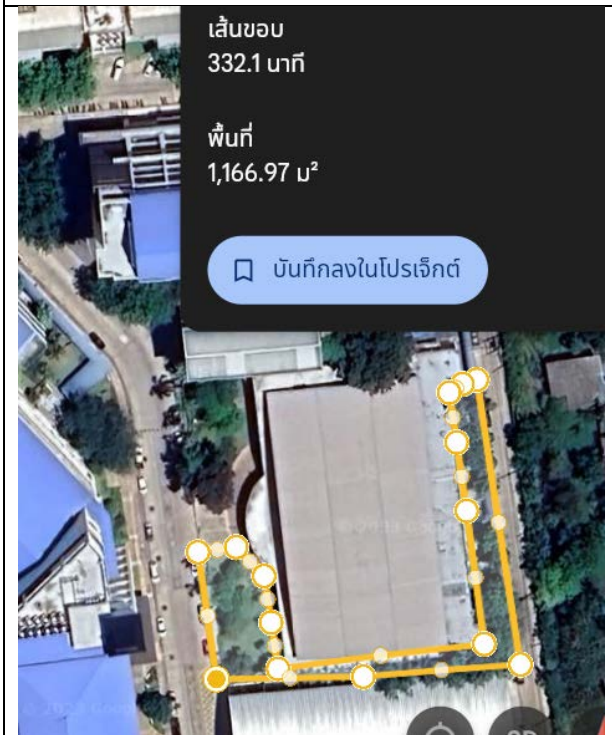 เส้นขอบ
332.1 นาที
พื้นที่
1,166.97 ม²
บันทึกลงในโปรเจ็กต์